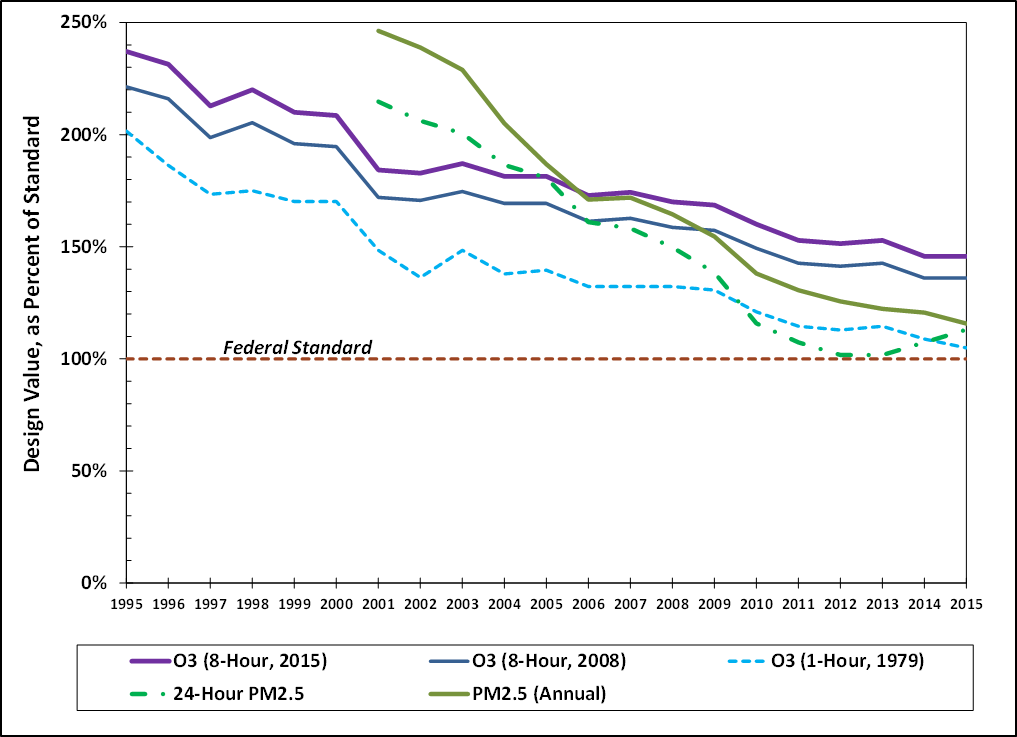 250%
200%
150%
100%
50%
0%
Design Value, as Percent of Standard
Federal Standard
1995 1996 1997 1998 1999 2000 2001 2002 2003 2004 2005 2006 2007 2008 2009 2010 2011 2012 2013 2014 2015
O3 (8-Hour, 2015) O3 (8-Hour, 2008) O3 (1-Hour, 1979)
24-Hour PM2.5 PM2.5 (Annual)